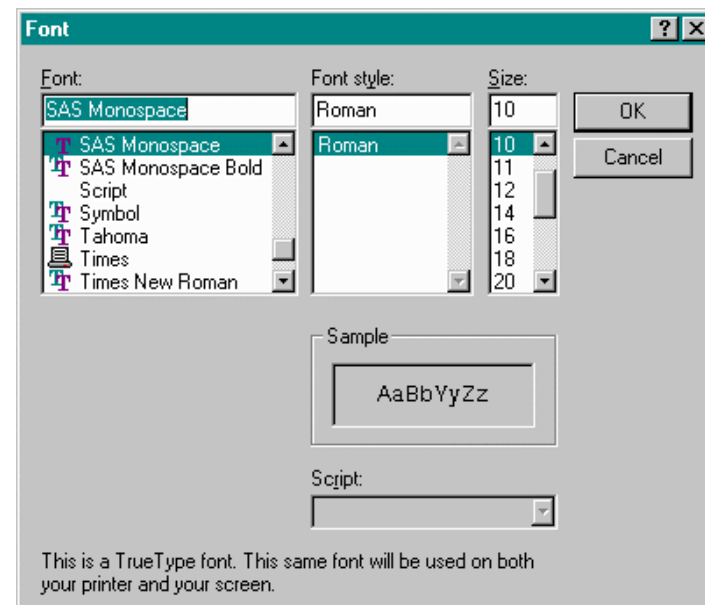 Font
Font:
SAS Monospace
SAS Monospace
SAS Monospace Bold
Script
Symbol
Tahoma
Times
Times New Roman
Font style:
Roman
Roman
Size:
10
10
11
12
14
16
18
20
OK
Cancel
Sample
AaBbYyZz
Script:
This is a TrueType font. This same font will be used on both
your printer and your screen.